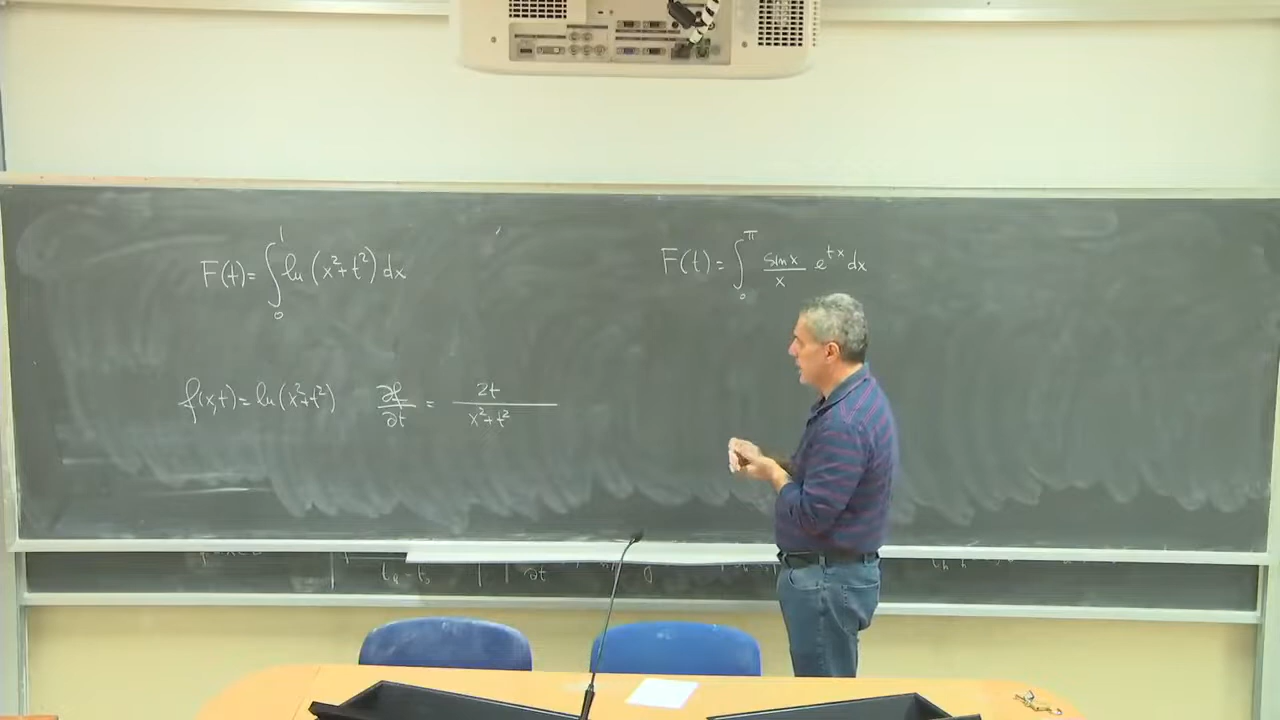 F(t) = ∫₀¹ ln (x² + t²) dx
F(t) = ∫₀^π sin x / x e^{tx} dx
f(x,t) = ln (x² + t²) ∂f/∂t = 2t / x² + t²
∂t